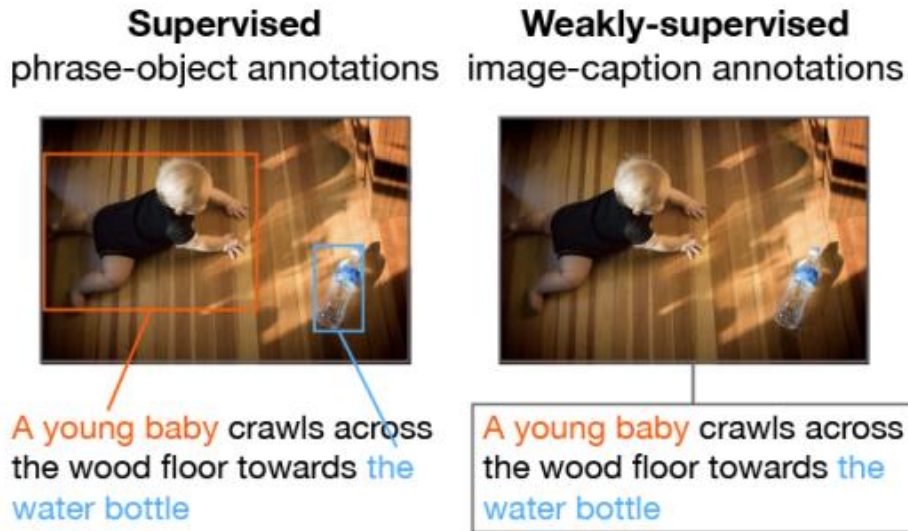 Supervised
phrase-object annotations
Weakly-supervised
image-caption annotations
A young baby crawls across
the wood floor towards the
water bottle
A young baby crawls across
the wood floor towards the
water bottle